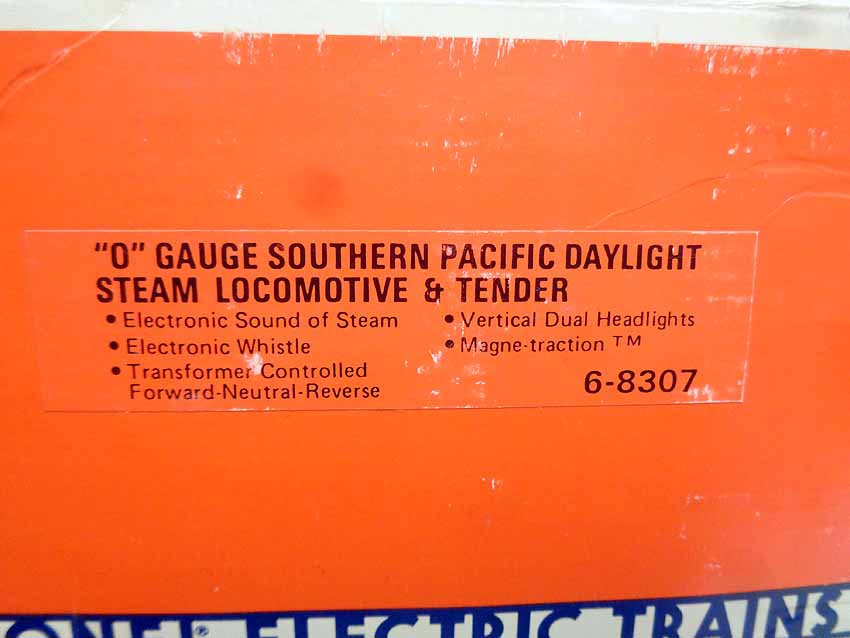 "O" GAUGE SOUTHERN PACIFIC DAYLIGHT
STEAM LOCOMOTIVE & TENDER
• Electronic Sound of Steam
• Electronic Whistle
• Transformer Controlled
Forward-Neutral-Reverse
• Vertical Dual Headlights
• Magne-traction TM
6-8307
ONEL® ELECTRIC TRAINS